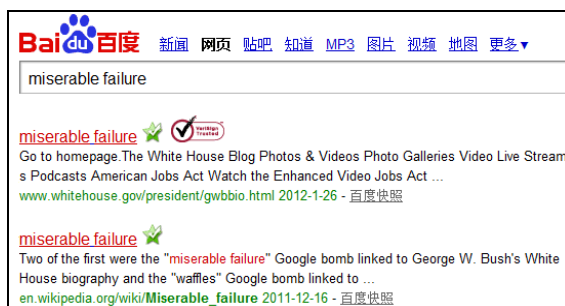 Bai du 百度 新闻 网页 贴吧 知道 MP3 图片 视频 地图 更多▼
miserable failure
miserable failure VeriSign Trusted
Go to homepage.The White House Blog Photos & Videos Photo Galleries Video Live Stream
s Podcasts American Jobs Act Watch the Enhanced Video Jobs Act ...
www.whitehouse.gov/president/gwbbio.html 2012-1-26 - 百度快照
miserable failure
Two of the first were the "miserable failure" Google bomb linked to George W. Bush's White
House biography and the "waffles" Google bomb linked to ...
en.wikipedia.org/wiki/Miserable_failure 2011-12-16 - 百度快照